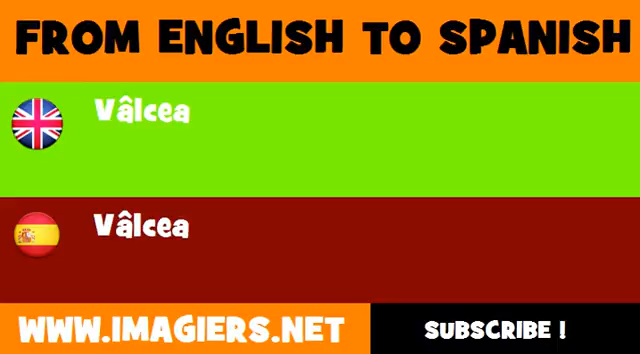 FROM ENGLISH TO SPANISH
Vâlcea
Vâlcea
WWW.IMAGIERS.NET
SUBSCRIBE !